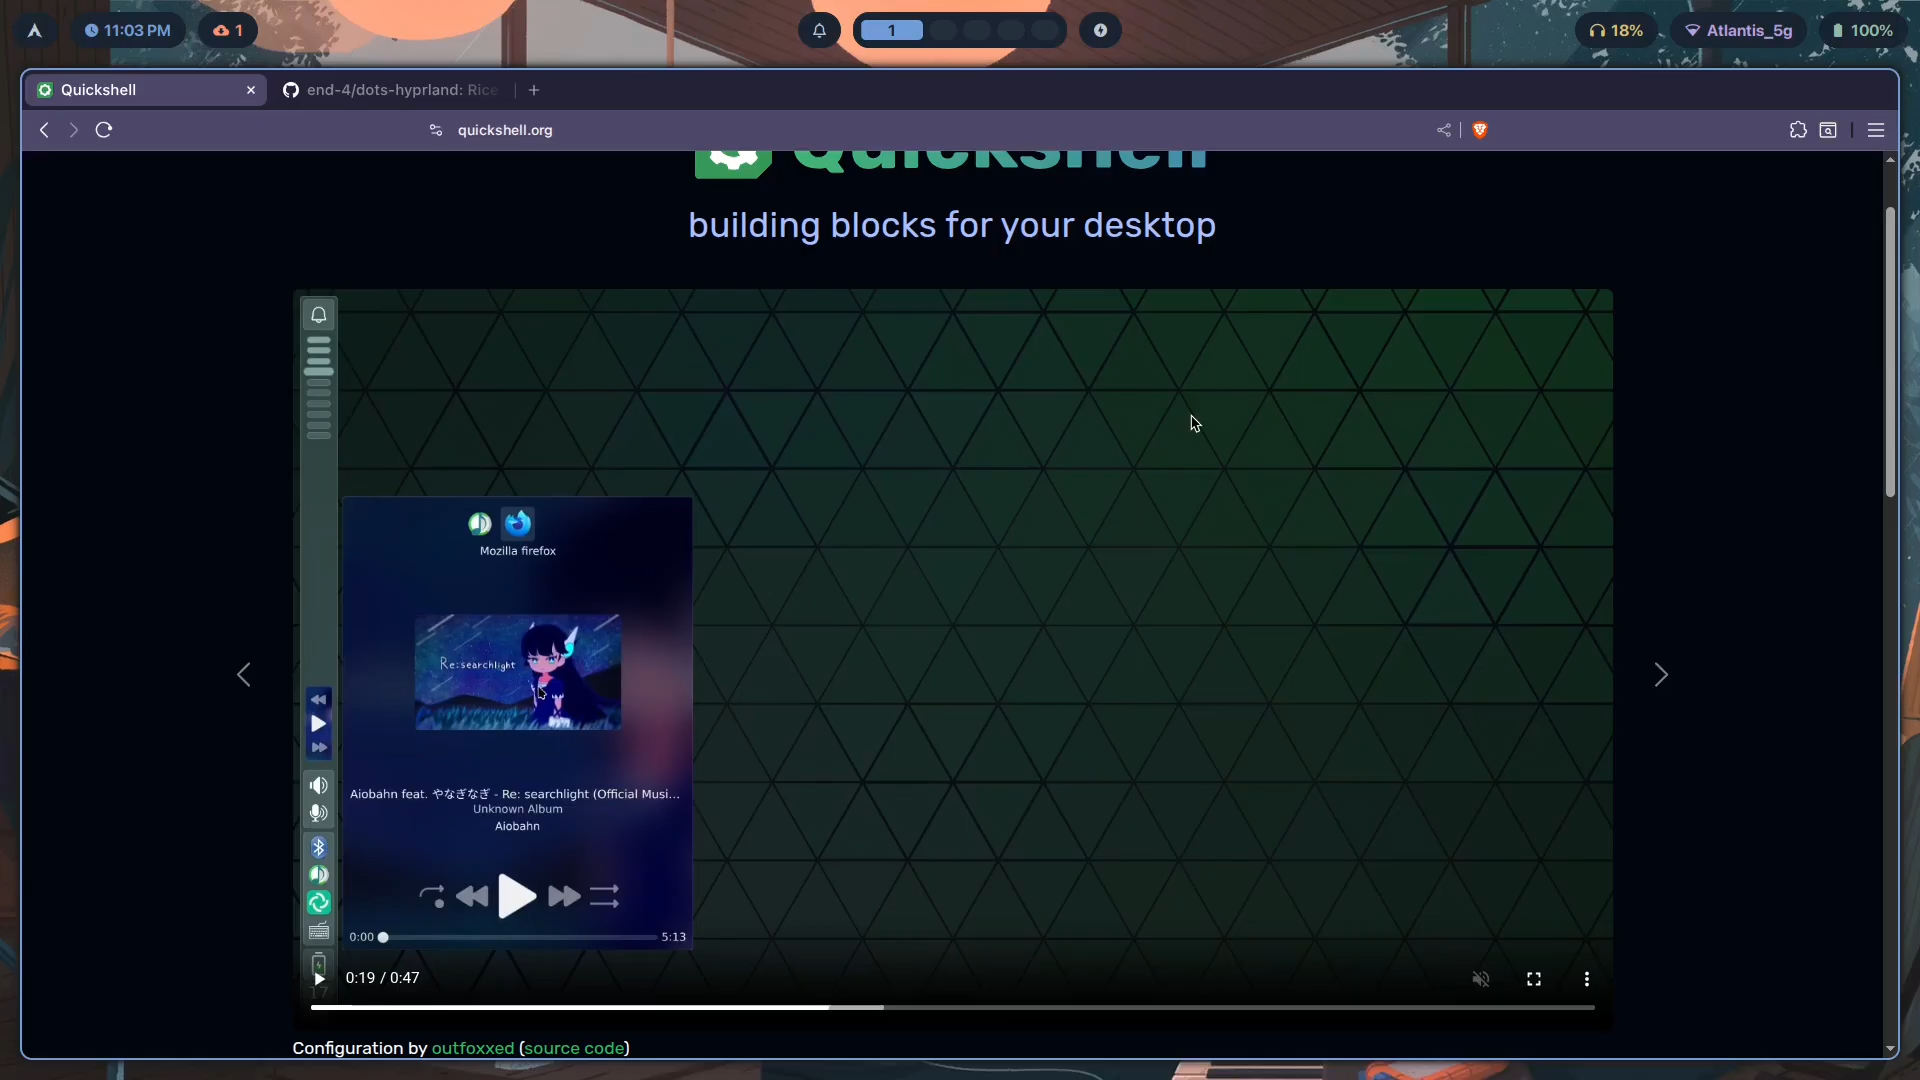 11:03 PM
1
1
18%
Atlantis_5g
100%
Quickshell
end-4/dots-hyprland: Rice
quickshell.org
Quickshell
building blocks for your desktop
Mozilla firefox
Re:searchlight
Aiobahn feat. やなぎなぎ - Re: searchlight (Official Musi...
Unknown Album
Aiobahn
0:00
5:13
17
0:19 / 0:47
Configuration by outfoxxed (source code)